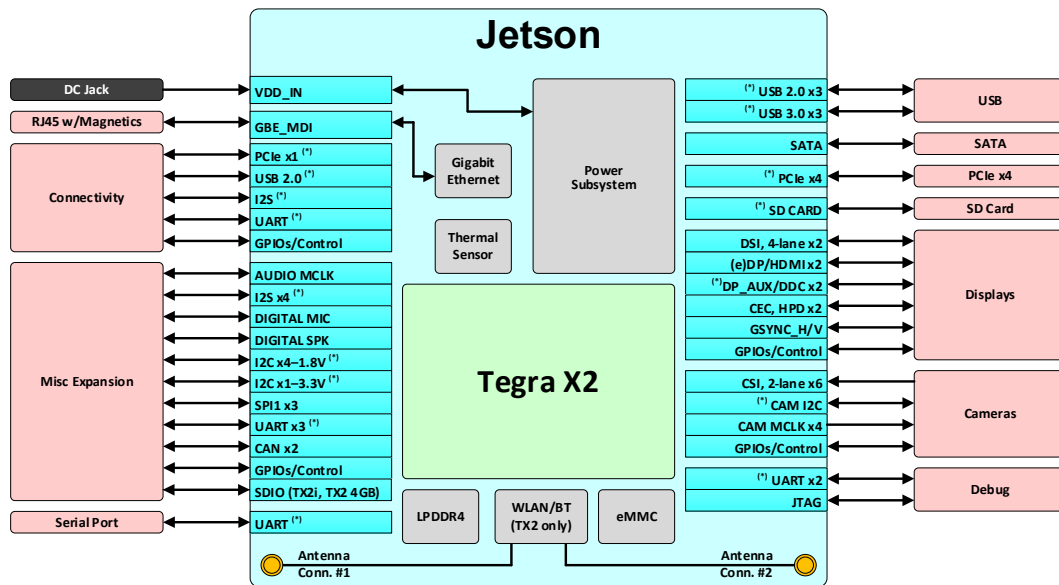 Jetson
DC Jack
RJ45 w/Magnetics
Connectivity
Misc Expansion
Serial Port
VDD_IN
GBE_MDI
PCIe x1 (*)
USB 2.0 (*)
I2S (*)
UART (*)
GPIOs/Control
AUDIO MCLK
I2S x4 (*)
DIGITAL MIC
DIGITAL SPK
I2C x4–1.8V (*)
I2C x1–3.3V (*)
SPI1 x3
UART x3 (*)
CAN x2
GPIOs/Control
SDIO (TX2i, TX2 4GB)
UART (*)
Gigabit
Ethernet
Thermal
Sensor
Power
Subsystem
Tegra X2
LPDDR4
WLAN/BT
(TX2 only)
eMMC
Antenna
Conn. #1
Antenna
Conn. #2
(*) USB 2.0 x3
(*) USB 3.0 x3
SATA
(*) PCIe x4
(*) SD CARD
DSI, 4-lane x2
(e)DP/HDMI x2
(*)DP_AUX/DDC x2
CEC, HPD x2
GSYNC_H/V
GPIOs/Control
CSI, 2-lane x6
(*) CAM I2C
CAM MCLK x4
GPIOs/Control
(*) UART x2
JTAG
USB
SATA
PCIe x4
SD Card
Displays
Cameras
Debug